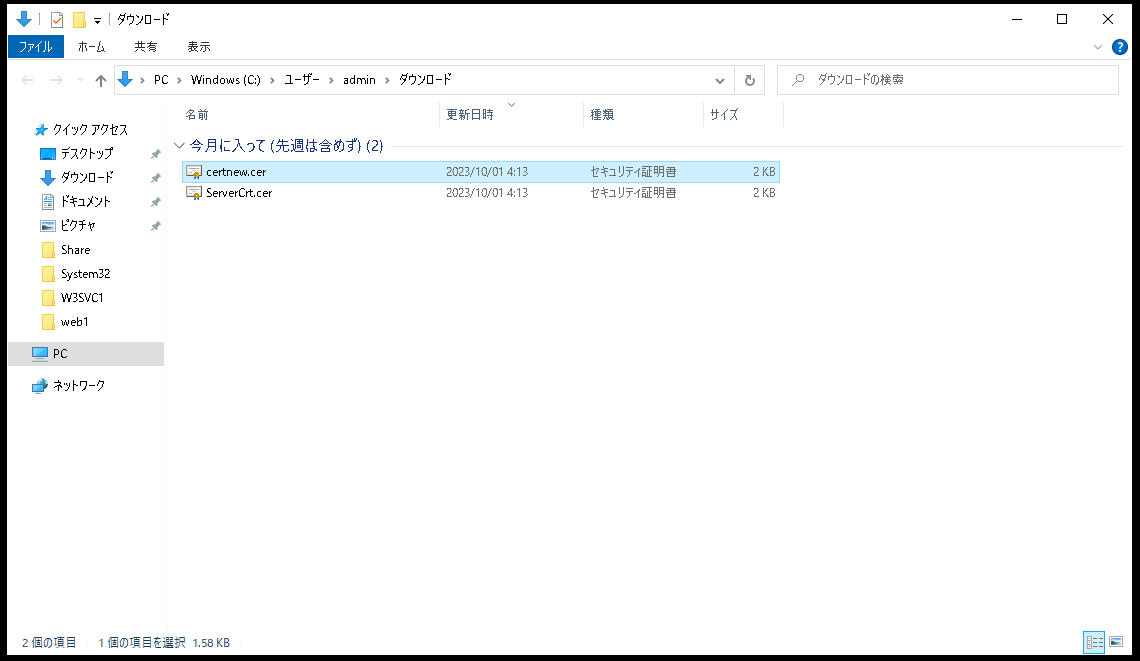 ダウンロード
ファイル ホーム 共有 表示
PC › Windows (C:) › ユーザー › admin › ダウンロード ダウンロードの検索
名前 更新日時 種類 サイズ
クイック アクセス
デスクトップ
ダウンロード
ドキュメント
ピクチャ
Share
System32
W3SVC1
web1
PC
ネットワーク
今月に入って (先週は含めず) (2)
certnew.cer 2023/10/01 4:13 セキュリティ証明書 2 KB
ServerCrt.cer 2023/10/01 4:13 セキュリティ証明書 2 KB
2 個の項目 1 個の項目を選択 1.58 KB